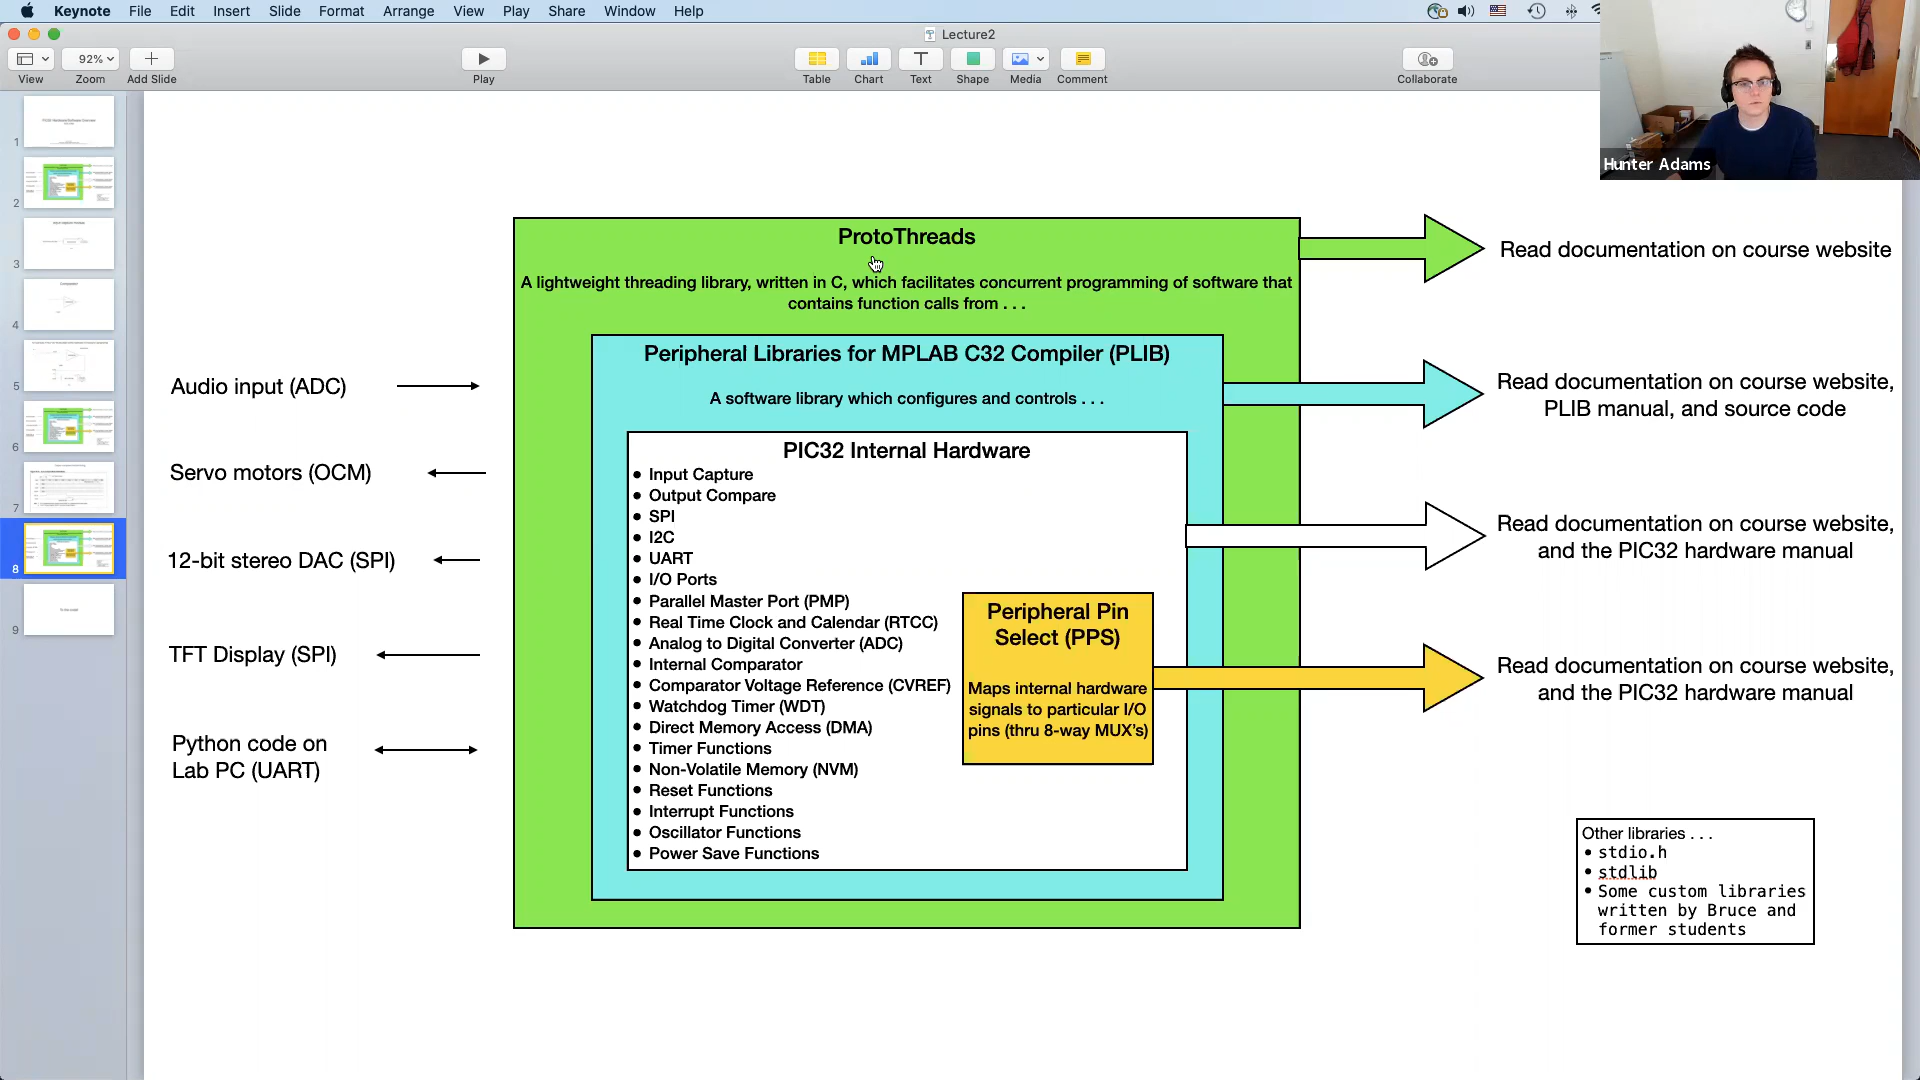 Keynote File Edit Insert Slide Format Arrange View Play Share Window Help
Lecture2
92%
View Zoom Add Slide Play Table Chart Text Shape Media Comment Collaborate
Hunter Adams
1
2
3
4
5
6
7
8
9
ProtoThreads
A lightweight threading library, written in C, which facilitates concurrent programming of software that
contains function calls from . . .
Peripheral Libraries for MPLAB C32 Compiler (PLIB)
A software library which configures and controls . . .
PIC32 Internal Hardware
• Input Capture
• Output Compare
• SPI
• I2C
• UART
• I/O Ports
• Parallel Master Port (PMP)
• Real Time Clock and Calendar (RTCC)
• Analog to Digital Converter (ADC)
• Internal Comparator
• Comparator Voltage Reference (CVREF)
• Watchdog Timer (WDT)
• Direct Memory Access (DMA)
• Timer Functions
• Non-Volatile Memory (NVM)
• Reset Functions
• Interrupt Functions
• Oscillator Functions
• Power Save Functions
Peripheral Pin
Select (PPS)
Maps internal hardware
signals to particular I/O
pins (thru 8-way MUX's)
Audio input (ADC)
Servo motors (OCM)
12-bit stereo DAC (SPI)
TFT Display (SPI)
Python code on
Lab PC (UART)
Read documentation on course website
Read documentation on course website,
PLIB manual, and source code
Read documentation on course website,
and the PIC32 hardware manual
Read documentation on course website,
and the PIC32 hardware manual
Other libraries . . .
• stdio.h
• stdlib
• Some custom libraries
written by Bruce and
former students